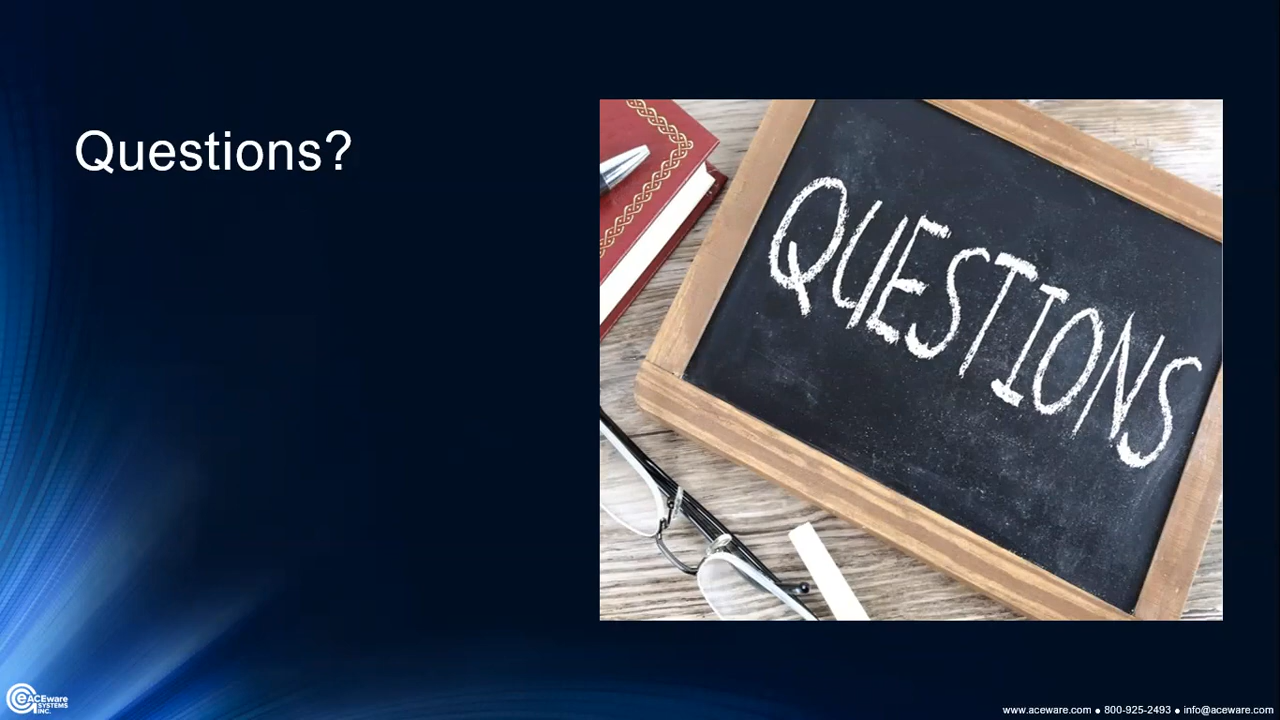 Questions?
QUESTIONS
ACEware
SYSTEMS
INC.
www.aceware.com ● 800-925-2493 ● info@aceware.com